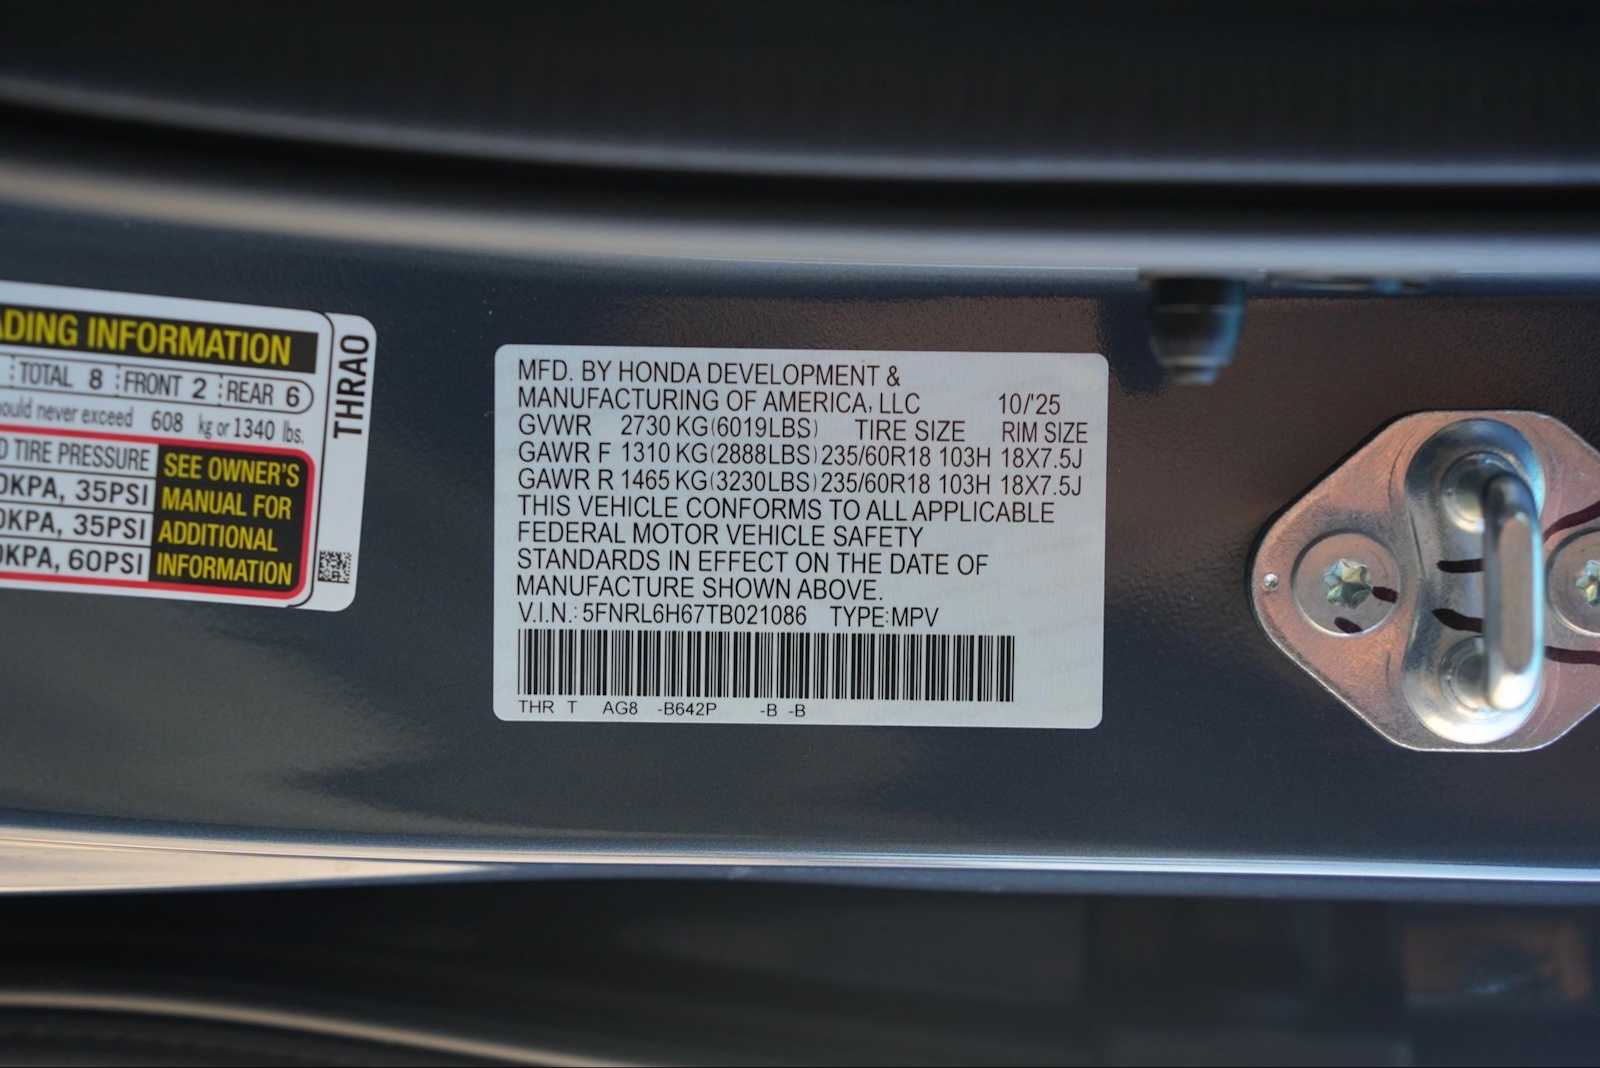 ADING INFORMATION
TOTAL 8 FRONT 2 REAR 6
ould never exceed 608 kg or 1340 lbs.
D TIRE PRESSURE
0KPA, 35PSI
0KPA, 35PSI
0KPA, 60PSI
SEE OWNER'S
MANUAL FOR
ADDITIONAL
INFORMATION
THRAO
MFD. BY HONDA DEVELOPMENT &
MANUFACTURING OF AMERICA, LLC 10/'25
GVWR 2730 KG(6019LBS) TIRE SIZE RIM SIZE
GAWR F 1310 KG(2888LBS) 235/60R18 103H 18X7.5J
GAWR R 1465 KG(3230LBS) 235/60R18 103H 18X7.5J
THIS VEHICLE CONFORMS TO ALL APPLICABLE
FEDERAL MOTOR VEHICLE SAFETY
STANDARDS IN EFFECT ON THE DATE OF
MANUFACTURE SHOWN ABOVE.
V.I.N.: 5FNRL6H67TB021086 TYPE:MPV
THR T AG8 -B642P -B -B